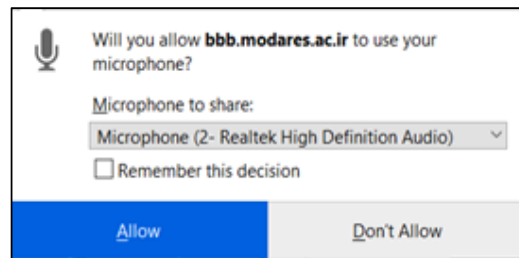 Will you allow bbb.modares.ac.ir to use your
microphone?
Microphone to share:
Microphone (2- Realtek High Definition Audio)
Remember this decision
Allow
Don't Allow